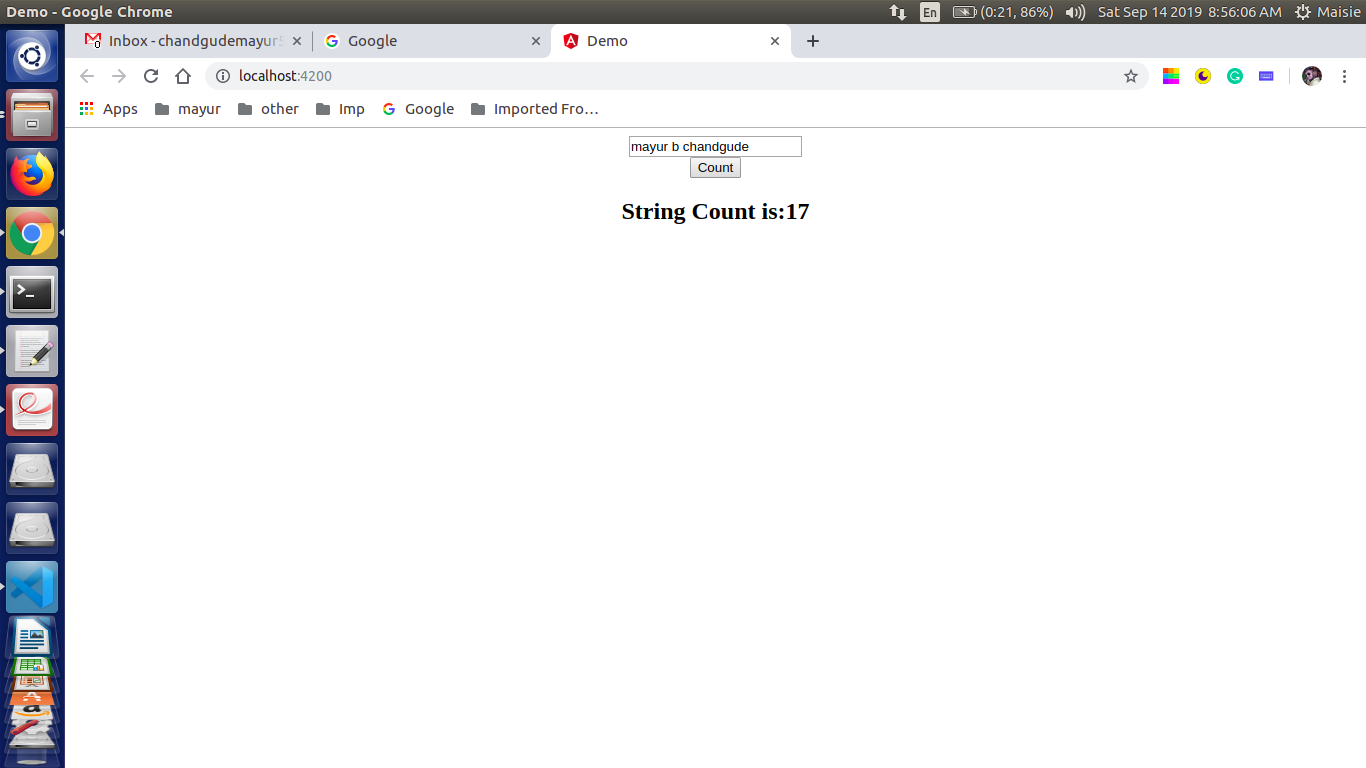 Demo - Google Chrome En (0:21, 86%) Sat Sep 14 2019 8:56:06 AM Maisie
Inbox - chandgudemayur Google Demo
localhost:4200
Apps mayur other Imp Google Imported Fro…
mayur b chandgude
Count
String Count is:17